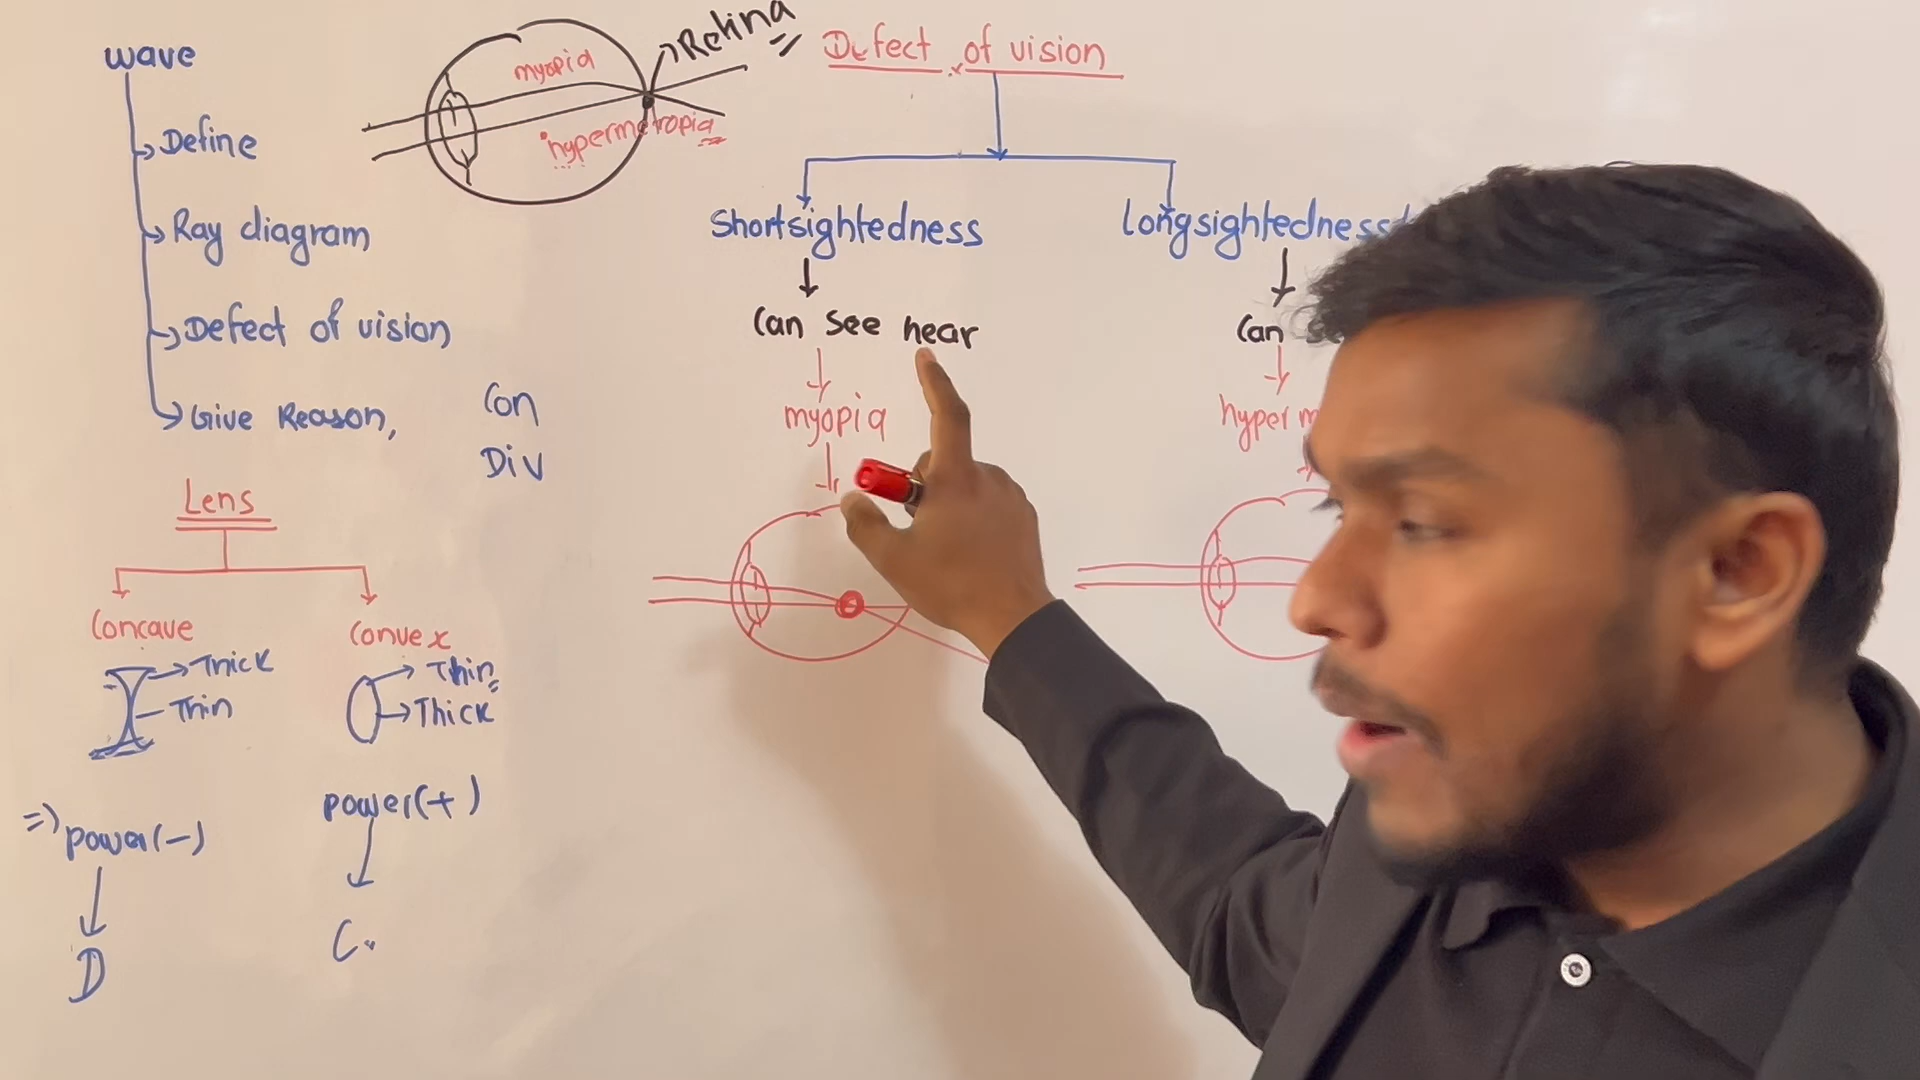 wave
Define
Ray diagram
Defect of vision
Give Reason,
Con
Div
Lens
Concave
Thick
Thin
Convex
Thin
Thick
=) power(-)
D
power(+)
C.
myopia
hypermetropia
Retina
Defect of vision
Shortsightedness
Can see near
myopia
longsightedness
Can
hyper m